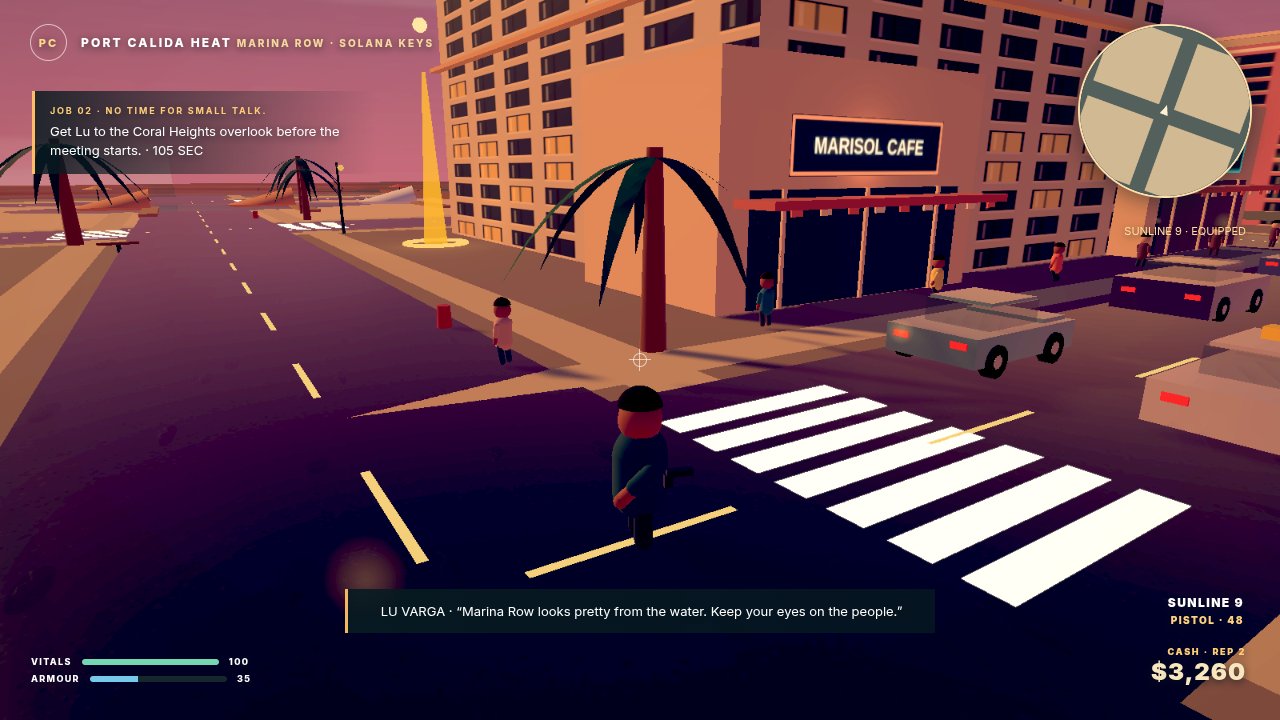 PC
PORT CALIDA HEAT MARINA ROW · SOLANA KEYS
JOB 02 · NO TIME FOR SMALL TALK.
Get Lu to the Coral Heights overlook before the
meeting starts. · 105 SEC
MARISOL CAFE
SUNLINE 9 · EQUIPPED
LU VARGA · “Marina Row looks pretty from the water. Keep your eyes on the people.”
SUNLINE 9
PISTOL · 48
VITALS 100
ARMOUR 35
CASH · REP 2
$3,260